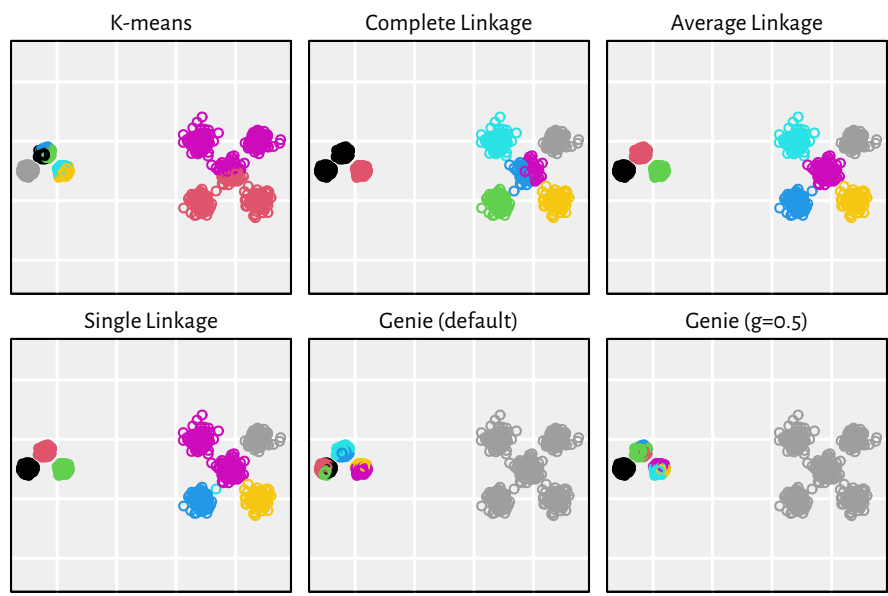 K-means
Complete Linkage
Average Linkage
Single Linkage
Genie (default)
Genie (g=0.5)